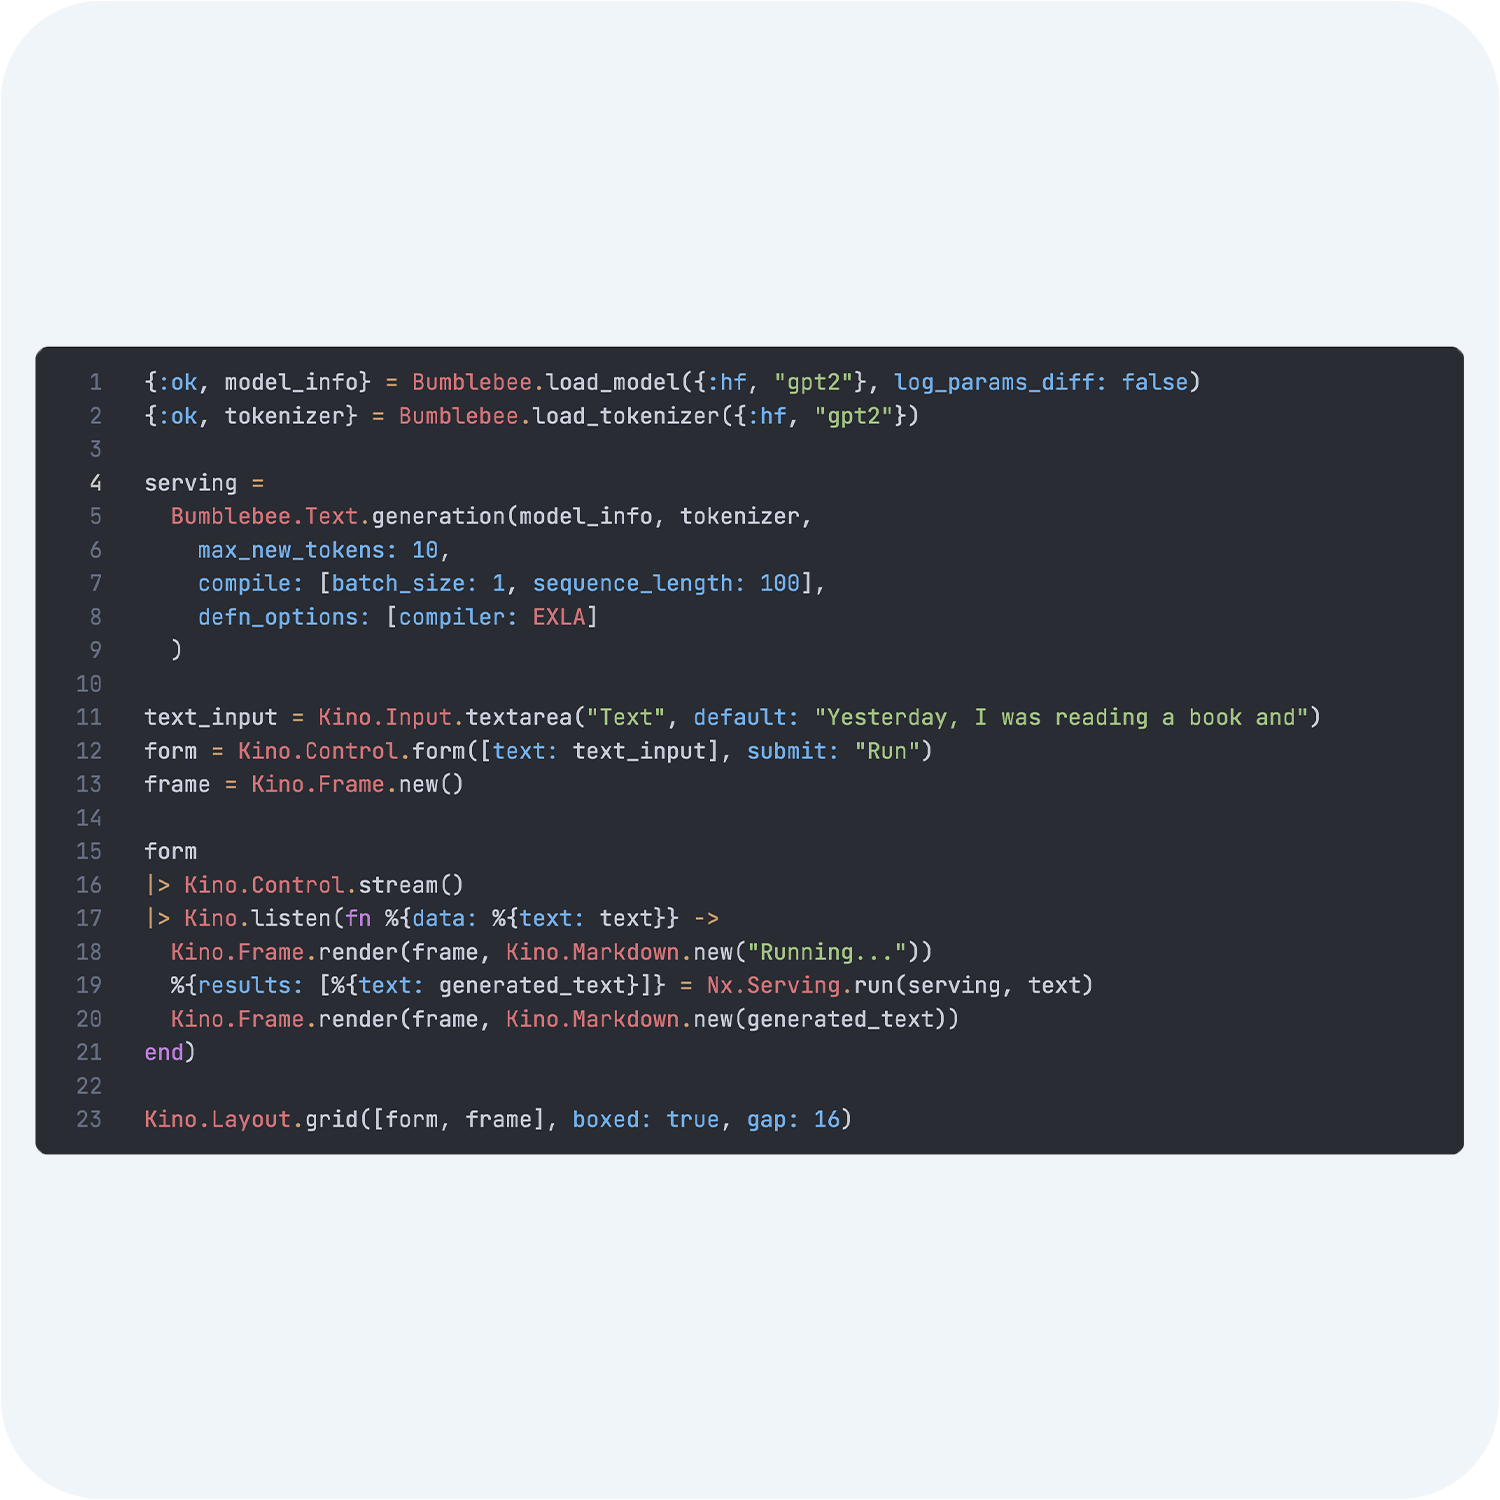 1 {:ok, model_info} = Bumblebee.load_model({:hf, "gpt2"}, log_params_diff: false)
2 {:ok, tokenizer} = Bumblebee.load_tokenizer({:hf, "gpt2"})
3
4 serving =
5   Bumblebee.Text.generation(model_info, tokenizer,
6     max_new_tokens: 10,
7     compile: [batch_size: 1, sequence_length: 100],
8     defn_options: [compiler: EXLA]
9   )
10
11 text_input = Kino.Input.textarea("Text", default: "Yesterday, I was reading a book and")
12 form = Kino.Control.form([text: text_input], submit: "Run")
13 frame = Kino.Frame.new()
14
15 form
16 |> Kino.Control.stream()
17 |> Kino.listen(fn %{data: %{text: text}} ->
18   Kino.Frame.render(frame, Kino.Markdown.new("Running..."))
19   %{results: [%{text: generated_text}]} = Nx.Serving.run(serving, text)
20   Kino.Frame.render(frame, Kino.Markdown.new(generated_text))
21 end)
22
23 Kino.Layout.grid([form, frame], boxed: true, gap: 16)